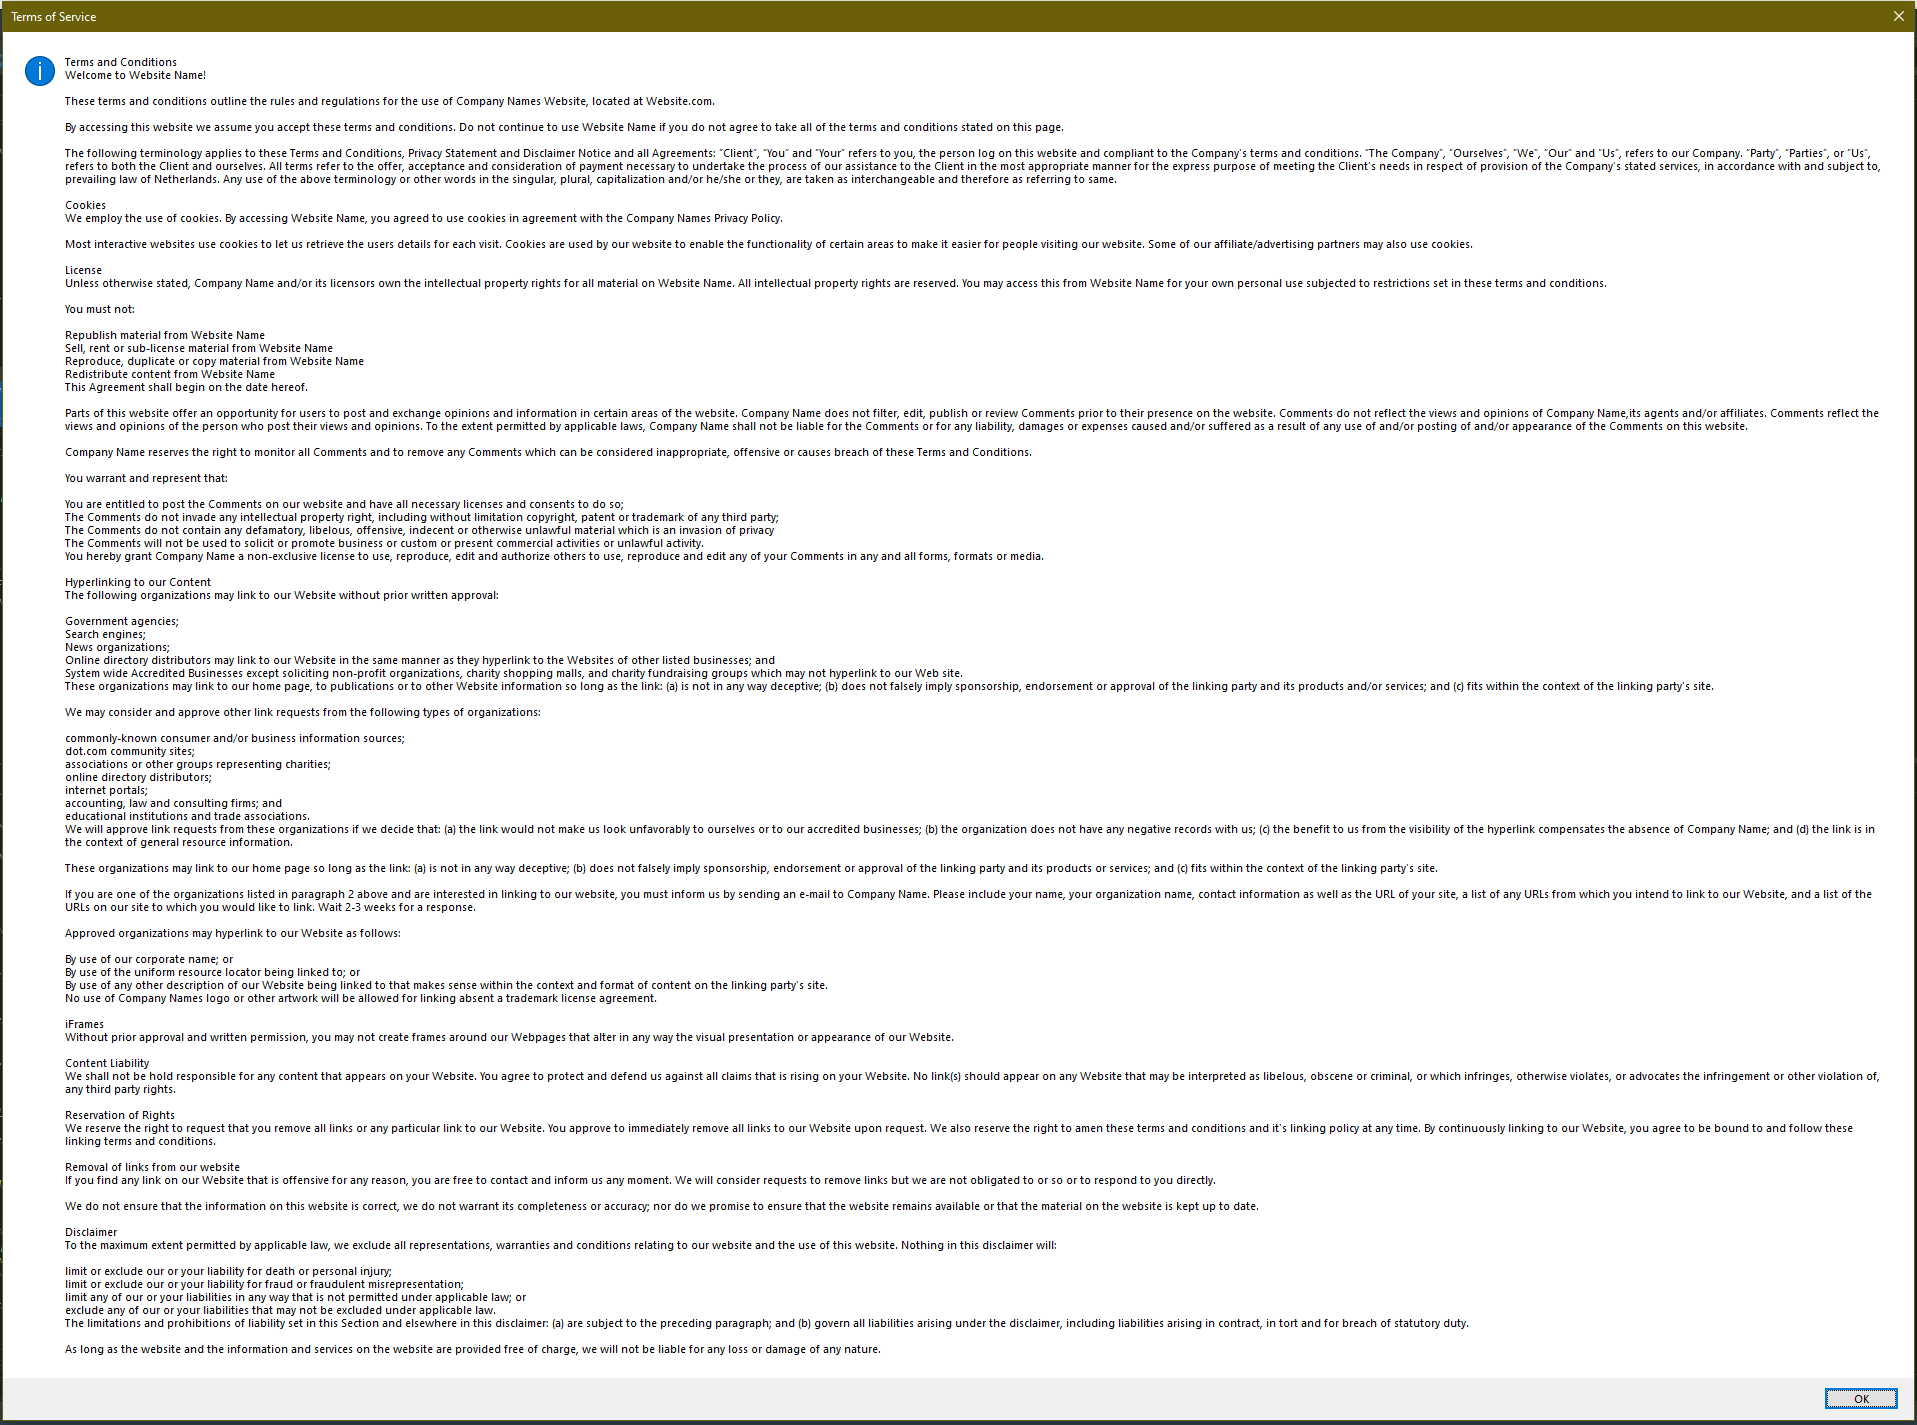 Terms of Service
Terms and Conditions
Welcome to Website Name!
These terms and conditions outline the rules and regulations for the use of Company Names Website, located at Website.com.
By accessing this website we assume you accept these terms and conditions. Do not continue to use Website Name if you do not agree to take all of the terms and conditions stated on this page.
The following terminology applies to these Terms and Conditions, Privacy Statement and Disclaimer Notice and all Agreements: “Client”, “You” and “Your” refers to you, the person log on this website and compliant to the Company's terms and conditions. “The Company”, “Ourselves”, “We”, “Our” and “Us”, refers to our Company. “Party”, “Parties”, or “Us”,
refers to both the Client and ourselves. All terms refer to the offer, acceptance and consideration of payment necessary to undertake the process of our assistance to the Client in the most appropriate manner for the express purpose of meeting the Client's needs in respect of provision of the Company's stated services, in accordance with and subject to,
prevailing law of Netherlands. Any use of the above terminology or other words in the singular, plural, capitalization and/or he/she or they, are taken as interchangeable and therefore as referring to same.
Cookies
We employ the use of cookies. By accessing Website Name, you agreed to use cookies in agreement with the Company Names Privacy Policy.
Most interactive websites use cookies to let us retrieve the users details for each visit. Cookies are used by our website to enable the functionality of certain areas to make it easier for people visiting our website. Some of our affiliate/advertising partners may also use cookies.
License
Unless otherwise stated, Company Name and/or its licensors own the intellectual property rights for all material on Website Name. All intellectual property rights are reserved. You may access this from Website Name for your own personal use subjected to restrictions set in these terms and conditions.
You must not:
Republish material from Website Name
Sell, rent or sub-license material from Website Name
Reproduce, duplicate or copy material from Website Name
Redistribute content from Website Name
This Agreement shall begin on the date hereof.
Parts of this website offer an opportunity for users to post and exchange opinions and information in certain areas of the website. Company Name does not filter, edit, publish or review Comments prior to their presence on the website. Comments do not reflect the views and opinions of Company Name,its agents and/or affiliates. Comments reflect the
views and opinions of the person who post their views and opinions. To the extent permitted by applicable laws, Company Name shall not be liable for the Comments or for any liability, damages or expenses caused and/or suffered as a result of any use of and/or posting of and/or appearance of the Comments on this website.
Company Name reserves the right to monitor all Comments and to remove any Comments which can be considered inappropriate, offensive or causes breach of these Terms and Conditions.
You warrant and represent that:
You are entitled to post the Comments on our website and have all necessary licenses and consents to do so;
The Comments do not invade any intellectual property right, including without limitation copyright, patent or trademark of any third party;
The Comments do not contain any defamatory, libelous, offensive, indecent or otherwise unlawful material which is an invasion of privacy
The Comments will not be used to solicit or promote business or custom or present commercial activities or unlawful activity.
You hereby grant Company Name a non-exclusive license to use, reproduce, edit and authorize others to use, reproduce and edit any of your Comments in any and all forms, formats or media.
Hyperlinking to our Content
The following organizations may link to our Website without prior written approval:
Government agencies;
Search engines;
News organizations;
Online directory distributors may link to our Website in the same manner as they hyperlink to the Websites of other listed businesses; and
System wide Accredited Businesses except soliciting non-profit organizations, charity shopping malls, and charity fundraising groups which may not hyperlink to our Web site.
These organizations may link to our home page, to publications or to other Website information so long as the link: (a) is not in any way deceptive; (b) does not falsely imply sponsorship, endorsement or approval of the linking party and its products and/or services; and (c) fits within the context of the linking party's site.
We may consider and approve other link requests from the following types of organizations:
commonly-known consumer and/or business information sources;
dot.com community sites;
associations or other groups representing charities;
online directory distributors;
internet portals;
accounting, law and consulting firms; and
educational institutions and trade associations.
We will approve link requests from these organizations if we decide that: (a) the link would not make us look unfavorably to ourselves or to our accredited businesses; (b) the organization does not have any negative records with us; (c) the benefit to us from the visibility of the hyperlink compensates the absence of Company Name; and (d) the link is in
the context of general resource information.
These organizations may link to our home page so long as the link: (a) is not in any way deceptive; (b) does not falsely imply sponsorship, endorsement or approval of the linking party and its products or services; and (c) fits within the context of the linking party's site.
If you are one of the organizations listed in paragraph 2 above and are interested in linking to our website, you must inform us by sending an e-mail to Company Name. Please include your name, your organization name, contact information as well as the URL of your site, a list of any URLs from which you intend to link to our Website, and a list of the
URLs on our site to which you would like to link. Wait 2-3 weeks for a response.
Approved organizations may hyperlink to our Website as follows:
By use of our corporate name; or
By use of the uniform resource locator being linked to; or
By use of any other description of our Website being linked to that makes sense within the context and format of content on the linking party's site.
No use of Company Names logo or other artwork will be allowed for linking absent a trademark license agreement.
iFrames
Without prior approval and written permission, you may not create frames around our Webpages that alter in any way the visual presentation or appearance of our Website.
Content Liability
We shall not be hold responsible for any content that appears on your Website. You agree to protect and defend us against all claims that is rising on your Website. No link(s) should appear on any Website that may be interpreted as libelous, obscene or criminal, or which infringes, otherwise violates, or advocates the infringement or other violation of,
any third party rights.
Reservation of Rights
We reserve the right to request that you remove all links or any particular link to our Website. You approve to immediately remove all links to our Website upon request. We also reserve the right to amen these terms and conditions and it's linking policy at any time. By continuously linking to our Website, you agree to be bound to and follow these
linking terms and conditions.
Removal of links from our website
If you find any link on our Website that is offensive for any reason, you are free to contact and inform us any moment. We will consider requests to remove links but we are not obligated to or so or to respond to you directly.
We do not ensure that the information on this website is correct, we do not warrant its completeness or accuracy; nor do we promise to ensure that the website remains available or that the material on the website is kept up to date.
Disclaimer
To the maximum extent permitted by applicable law, we exclude all representations, warranties and conditions relating to our website and the use of this website. Nothing in this disclaimer will:
limit or exclude our or your liability for death or personal injury;
limit or exclude our or your liability for fraud or fraudulent misrepresentation;
limit any of our or your liabilities in any way that is not permitted under applicable law; or
exclude any of our or your liabilities that may not be excluded under applicable law.
The limitations and prohibitions of liability set in this Section and elsewhere in this disclaimer: (a) are subject to the preceding paragraph; and (b) govern all liabilities arising under the disclaimer, including liabilities arising in contract, in tort and for breach of statutory duty.
As long as the website and the information and services on the website are provided free of charge, we will not be liable for any loss or damage of any nature.
OK